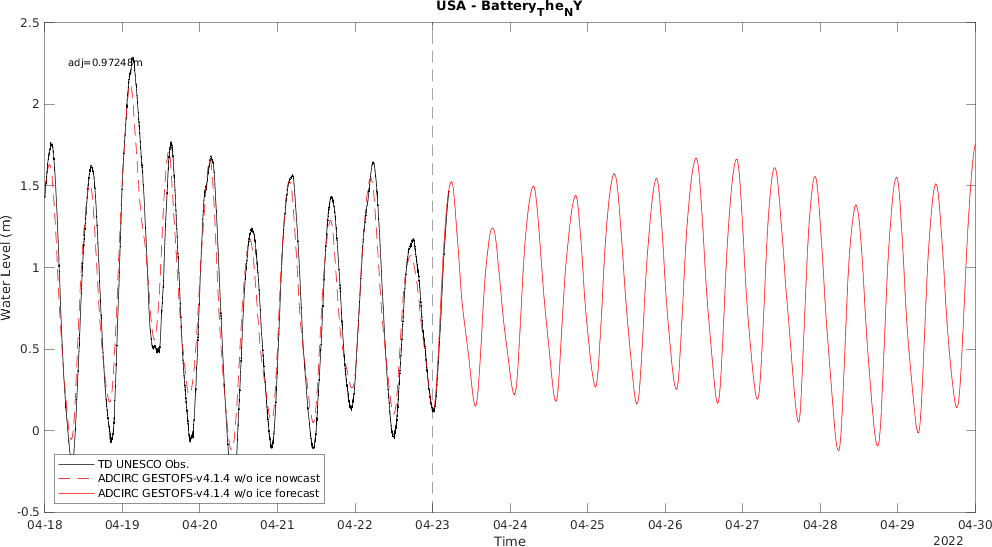 USA - Battery_The_NY
2.5
adj=0.97248m
2
1.5
1
0.5
0
-0.5
Water Level (m)
TD UNESCO Obs.
ADCIRC GESTOFS-v4.1.4 w/o ice nowcast
ADCIRC GESTOFS-v4.1.4 w/o ice forecast
04-18 04-19 04-20 04-21 04-22 04-23 04-24 04-25 04-26 04-27 04-28 04-29 04-30
Time
2022